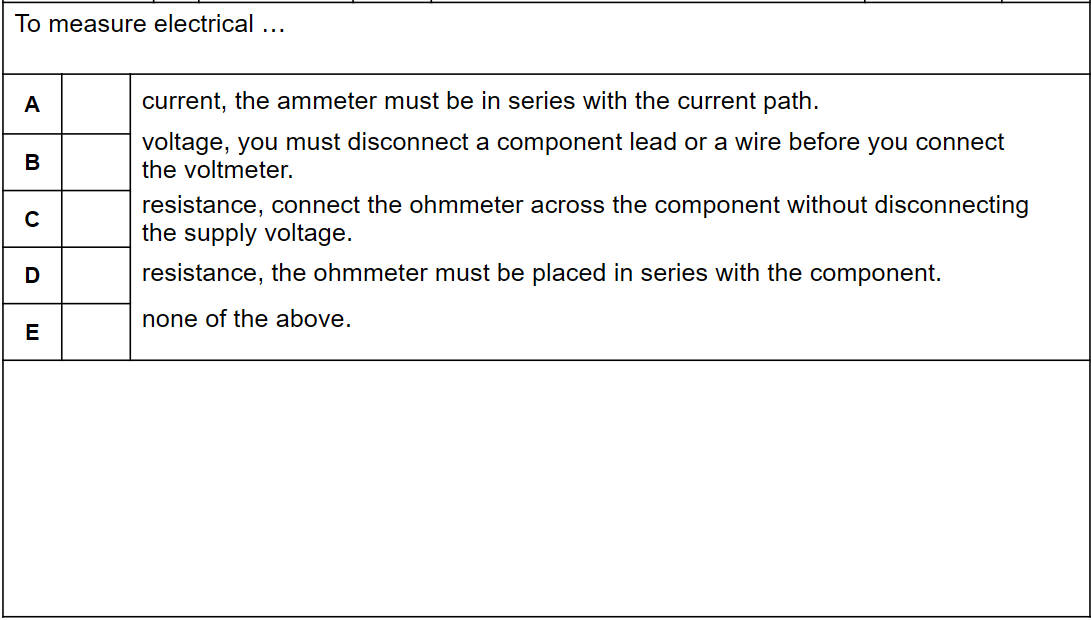 To measure electrical …
A
current, the ammeter must be in series with the current path.
B
voltage, you must disconnect a component lead or a wire before you connect
the voltmeter.
C
resistance, connect the ohmmeter across the component without disconnecting
the supply voltage.
D
resistance, the ohmmeter must be placed in series with the component.
E
none of the above.